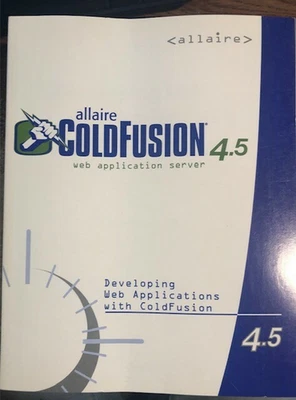 <allaire>
allaire
COLDFUSION® 4.5
web application server
Developing
Web Applications
with ColdFusion
4.5